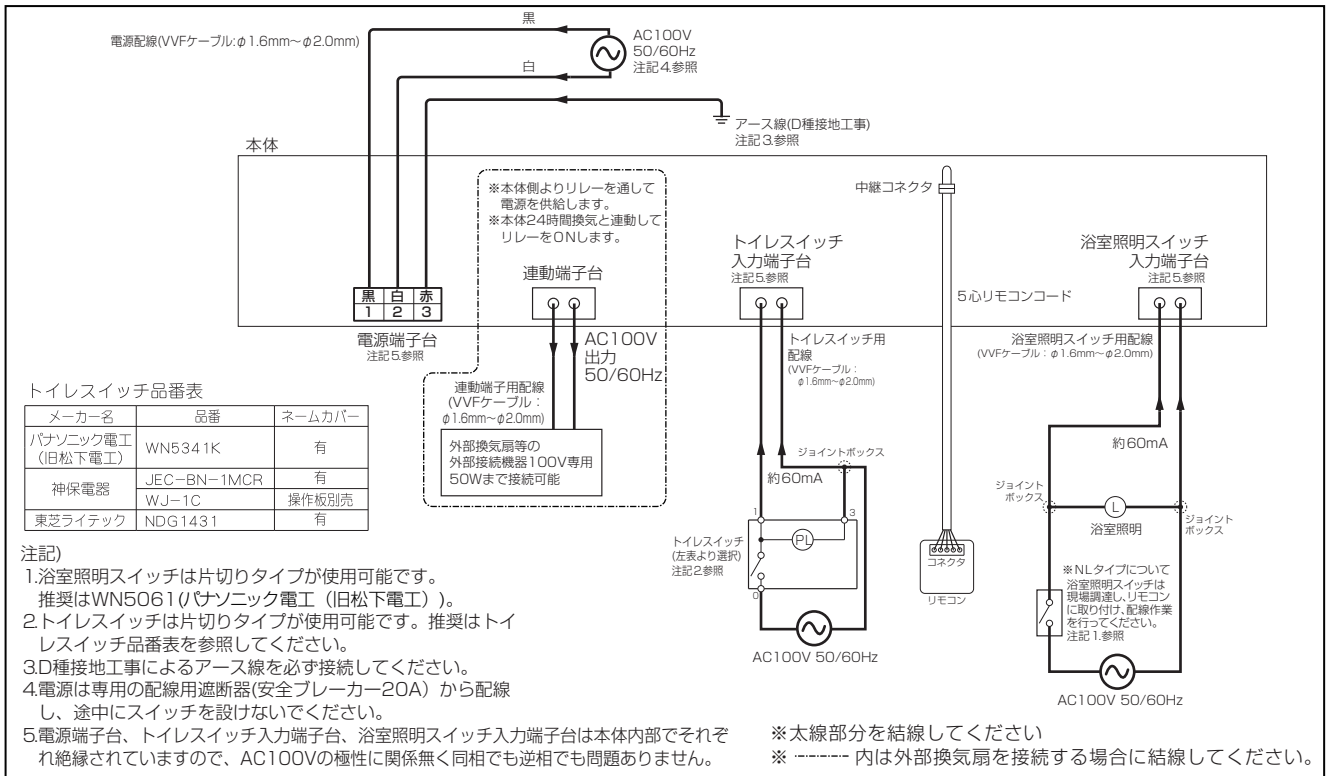 黒
電源配線(VVFケーブル:φ1.6mm～φ2.0mm)
AC100V
50/60Hz
注記4.参照
白
アース線(D種接地工事)
注記3.参照
本体
※本体側よりリレーを通して
電源を供給します。
※本体24時間換気と連動して
リレーをONします。
連動端子台
中継コネクタ
トイレスイッチ
入力端子台
注記5.参照
浴室照明スイッチ
入力端子台
注記5.参照
5心リモコンコード
黒 白 赤
1 2 3
電源端子台
注記5.参照
AC100V
出力
50/60Hz
トイレスイッチ用
配線
(VVFケーブル：
φ1.6mm～φ2.0mm)
浴室照明スイッチ用配線
(VVFケーブル：φ1.6mm～φ2.0mm)
連動端子用配線
(VVFケーブル：
φ1.6mm～φ2.0mm)
外部換気扇等の
外部接続機器100V専用
50Wまで接続可能
トイレスイッチ品番表
メーカー名 品番 ネームカバー
パナソニック電工
(旧松下電工) WN5341K 有
神保電器 JEC-BN-1MCR 有
WJ-1C 操作板別売
東芝ライテック NDG1431 有
ジョイントボックス
約60mA
1
3
PL
0
トイレスイッチ
(左表より選択)
注記2参照
AC100V 50/60Hz
コネクタ
リモコン
約60mA
ジョイント
ボックス
L
浴室照明
ジョイント
ボックス
※NLタイプについて
浴室照明スイッチは
現場調達し、リモコン
に取り付け、配線作業
を行ってください。
注記1.参照
AC100V 50/60Hz
注記)
1.浴室照明スイッチは片切りタイプが使用可能です。
推奨はWN5061(パナソニック電工（旧松下電工）)。
2.トイレスイッチは片切りタイプが使用可能です。推奨はトイ
レスイッチ品番表を参照してください。
3.D種接地工事によるアース線を必ず接続してください。
4.電源は専用の配線用遮断器(安全ブレーカー20A）から配線
し、途中にスイッチを設けないでください。
5.電源端子台、トイレスイッチ入力端子台、浴室照明スイッチ入力端子台は本体内部でそれぞ
れ絶縁されていますので、AC100Vの極性に関係無く同相でも逆相でも問題ありません。
※太線部分を結線してください
※ 内は外部換気扇を接続する場合に結線してください。